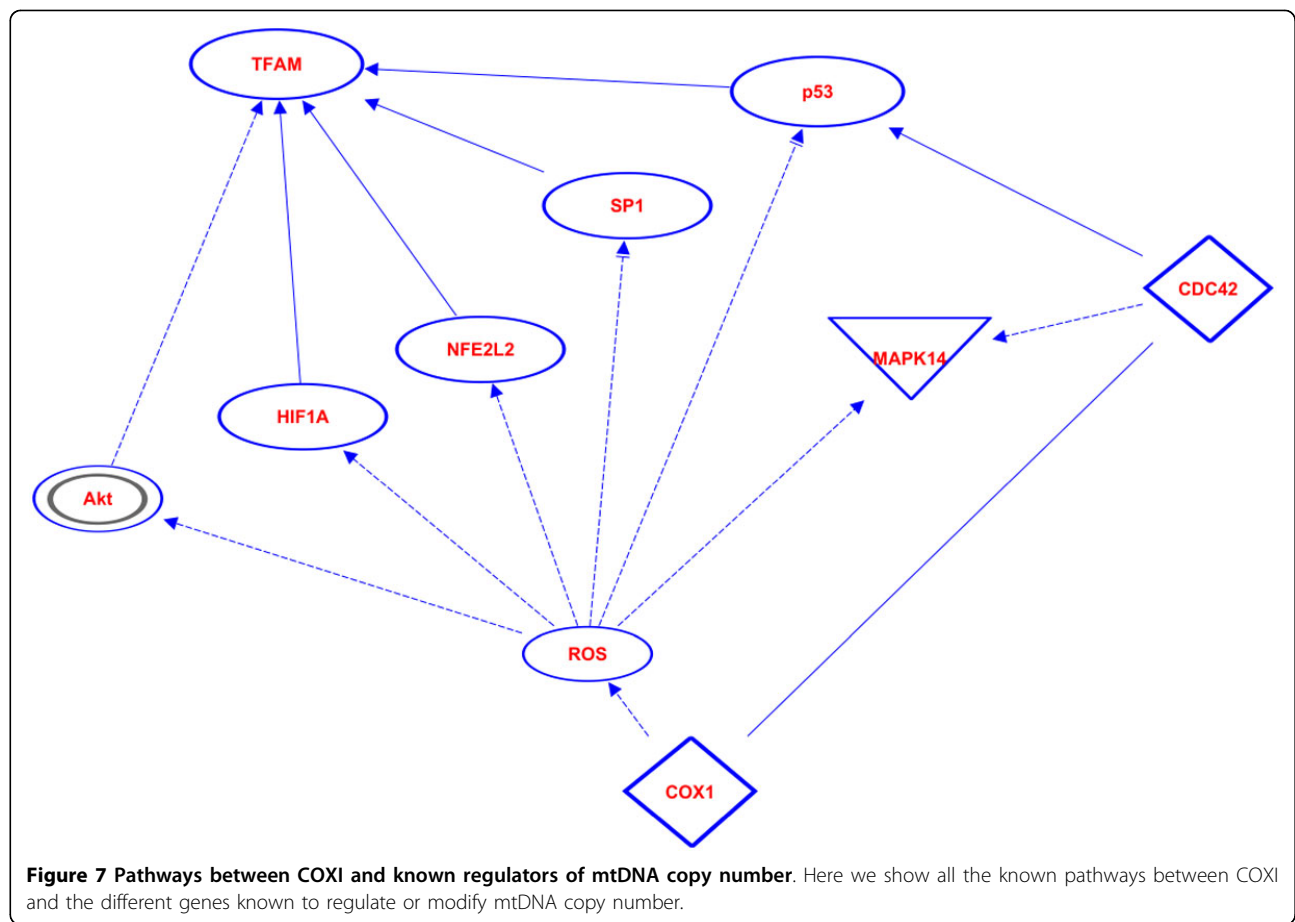 TFAM
p53
SP1
CDC42
NFE2L2
MAPK14
HIF1A
Akt
ROS
COX1
Figure 7 Pathways between COXI and known regulators of mtDNA copy number. Here we show all the known pathways between COXI
and the different genes known to regulate or modify mtDNA copy number.